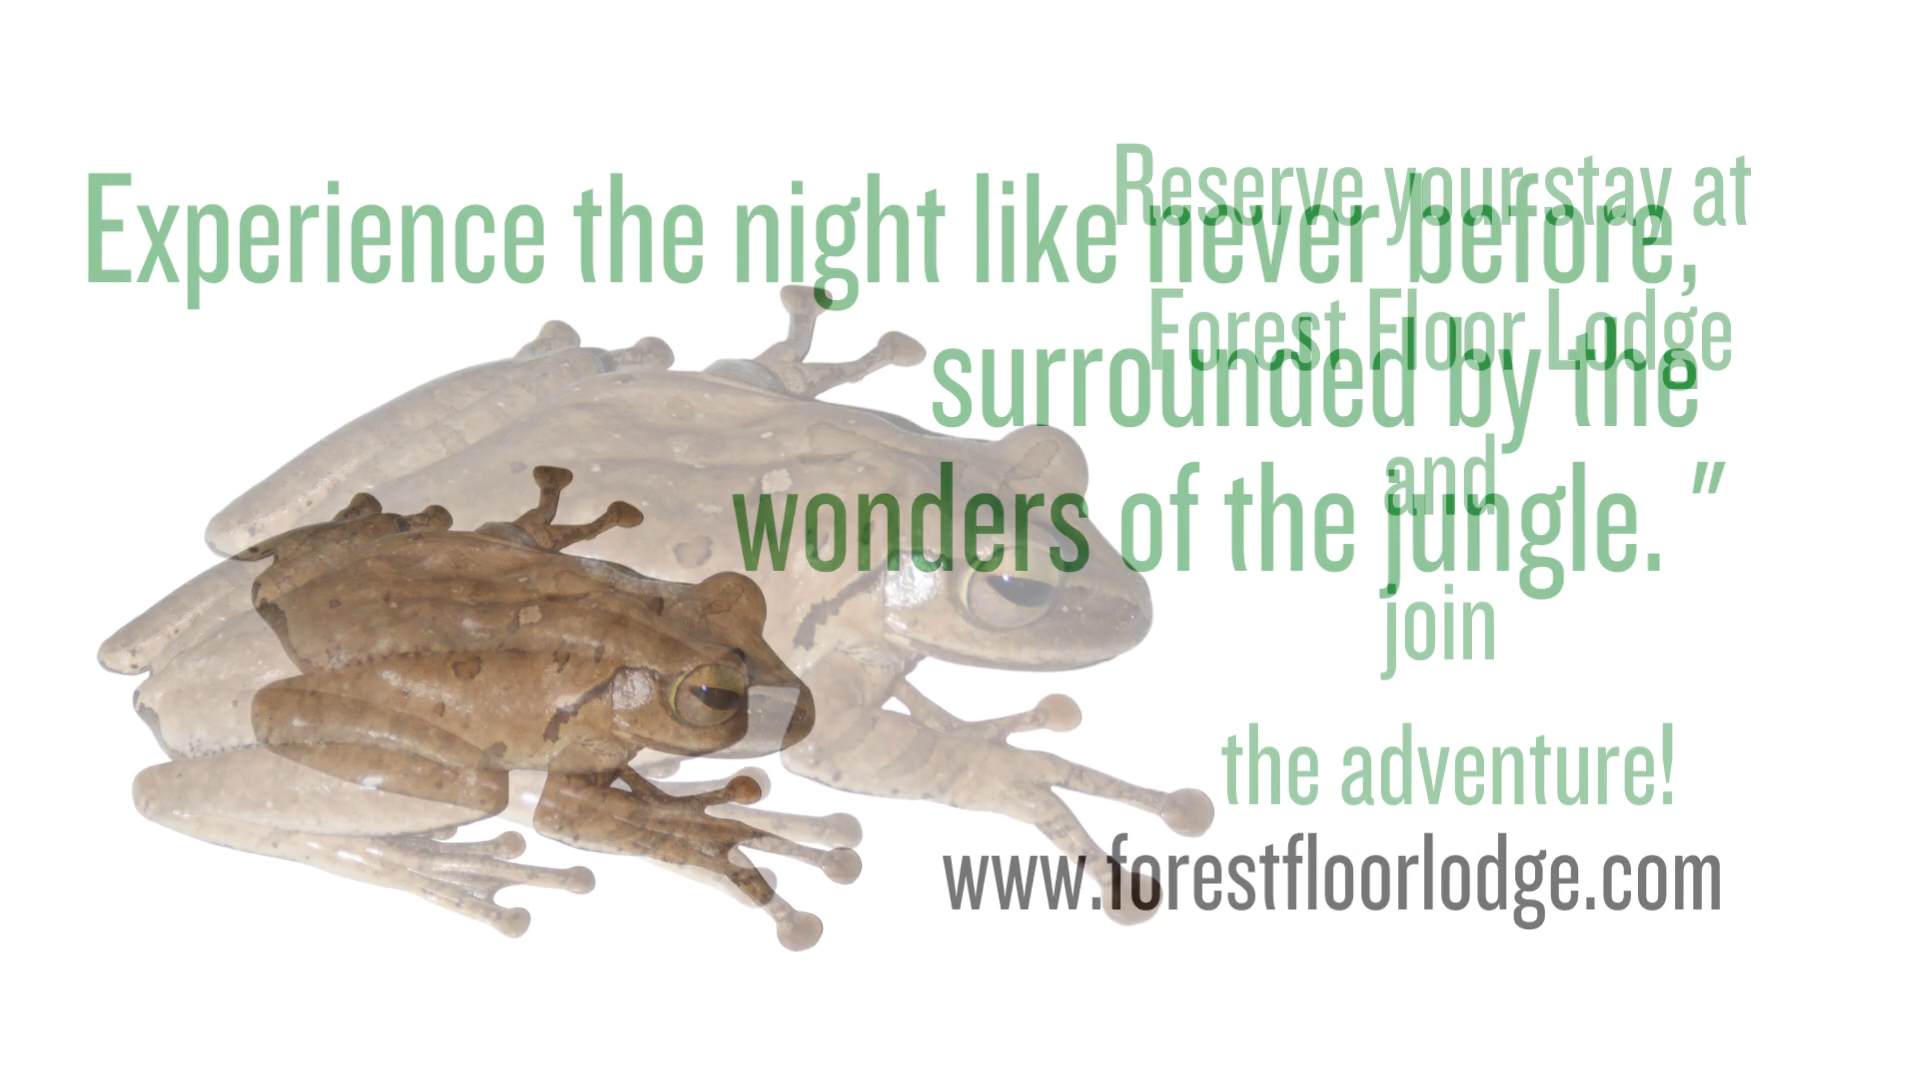 Experience the night like never before,
surrounded by the
wonders of the jungle. "
Reserve your stay at
Forest Floor Lodge
and
join
the adventure!
www.forestfloorlodge.com